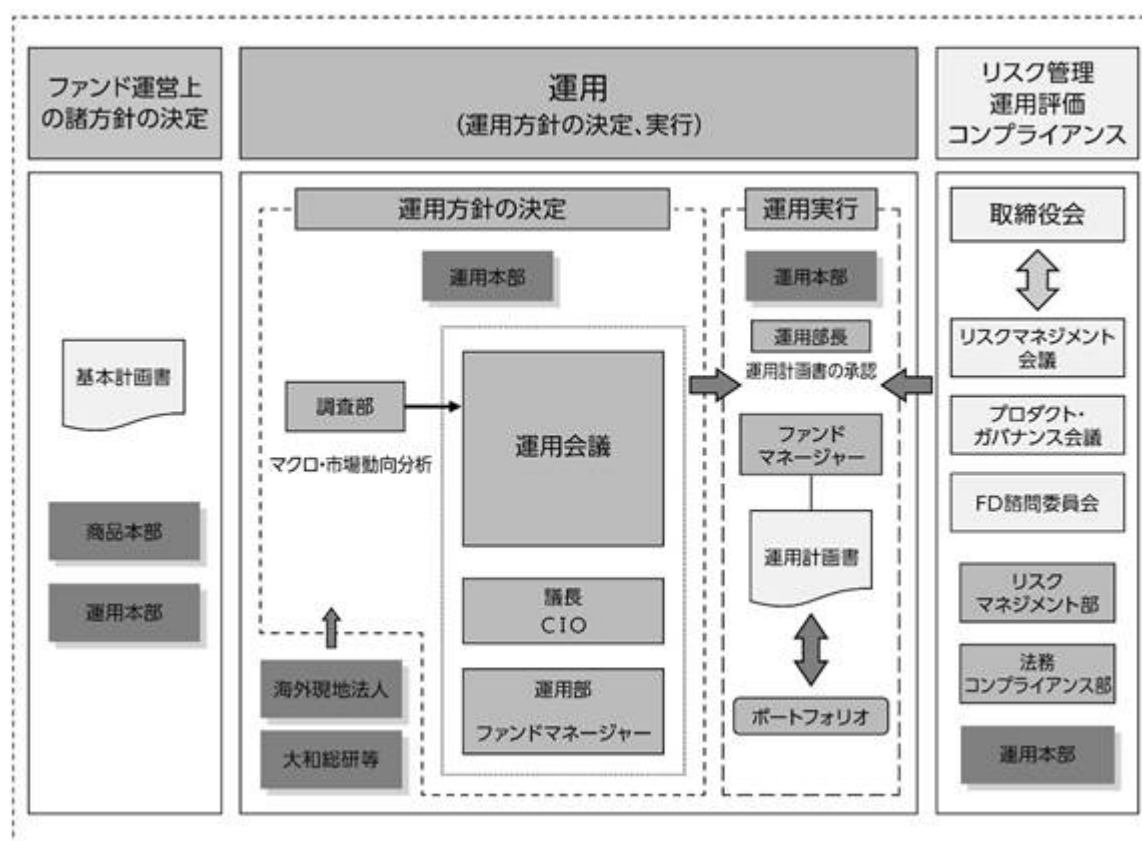 ファンド運営上
の諸方針の決定
運用
(運用方針の決定、実行)
リスク管理
運用評価
コンプライアンス
基本計画書
商品本部
運用本部
運用方針の決定
運用本部
調査部
マクロ・市場動向分析
運用会議
議長
CIO
運用部
ファンドマネージャー
海外現地法人
大和総研等
運用実行
運用本部
運用部長
運用計画書の承認
ファンド
マネージャー
運用計画書
ポートフォリオ
取締役会
リスクマネジメント
会議
プロダクト・
ガバナンス会議
FD諮問委員会
リスク
マネジメント部
法務
コンプライアンス部
運用本部